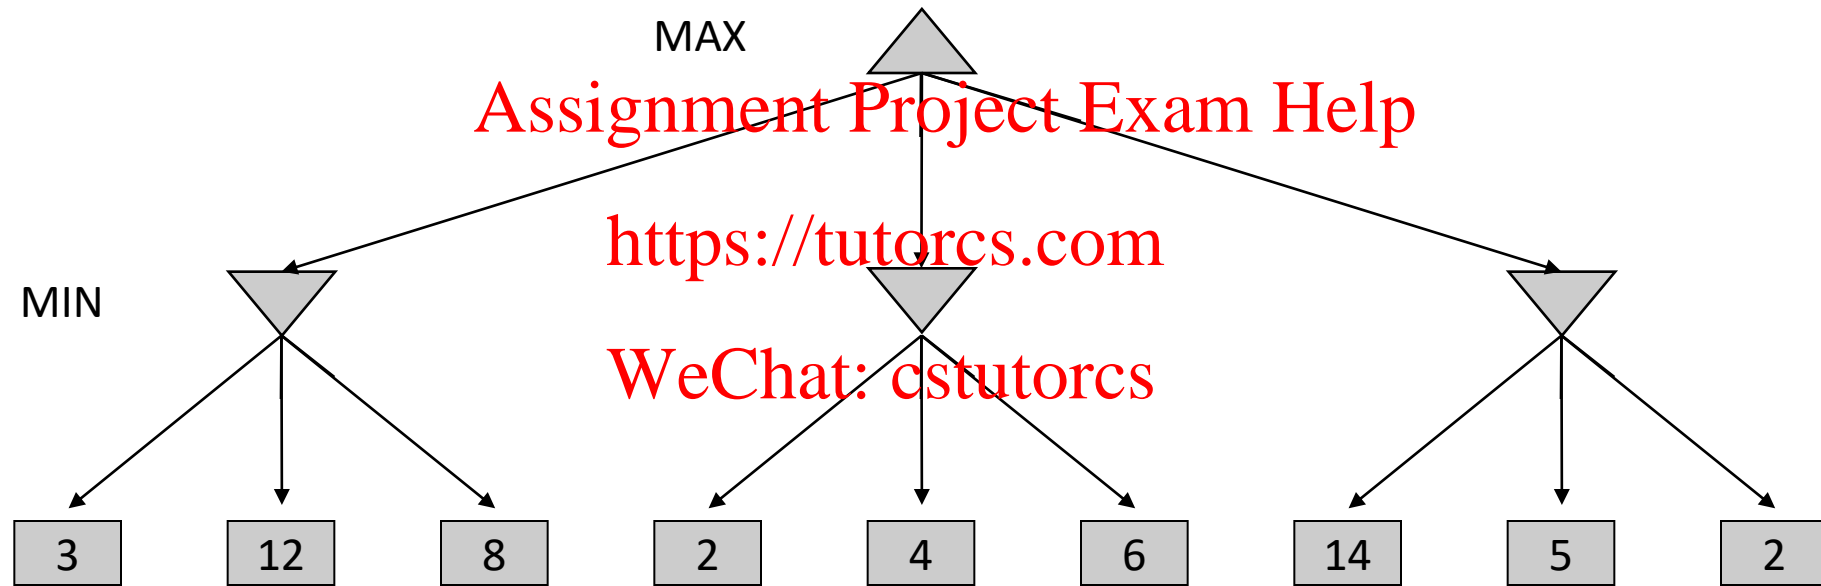 MAX
Assignment Project Exam Help
https://tutorcs.com
MIN
WeChat: cstutorcs
3 12 8 2 4 6 14 5 2